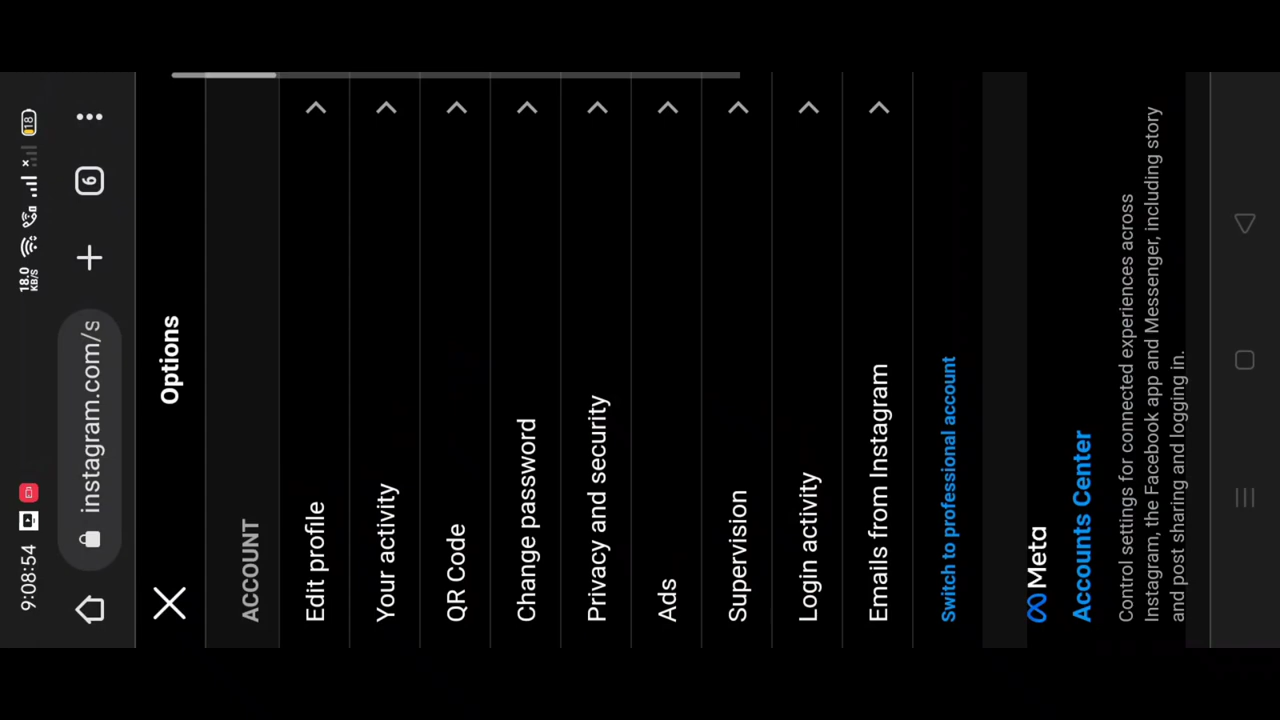 9:08:54
18.0
KB/S
18
instagram.com/s
6
Options
ACCOUNT
Edit profile
Your activity
QR Code
Change password
Privacy and security
Ads
Supervision
Login activity
Emails from Instagram
Switch to professional account
Meta
Accounts Center
Control settings for connected experiences across
Instagram, the Facebook app and Messenger, including story
and post sharing and logging in.